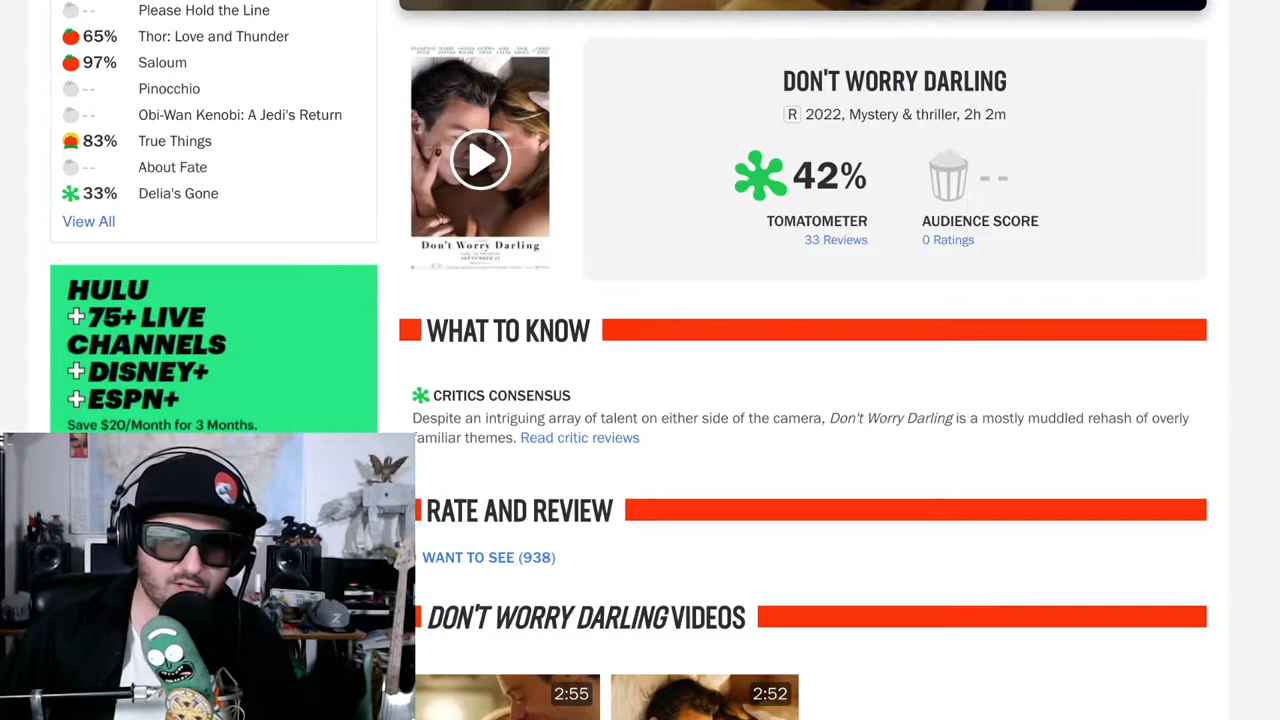 -- Please Hold the Line
65% Thor: Love and Thunder
97% Saloum
-- Pinocchio
-- Obi-Wan Kenobi: A Jedi's Return
83% True Things
-- About Fate
33% Delia's Gone
View All
HULU
+75+ LIVE
CHANNELS
+DISNEY+
+ESPN+
Save $20/Month for 3 Months.
Don't Worry Darling
DON'T WORRY DARLING
R 2022, Mystery & thriller, 2h 2m
42% --
TOMATOMETER AUDIENCE SCORE
33 Reviews 0 Ratings
WHAT TO KNOW
CRITICS CONSENSUS
Despite an intriguing array of talent on either side of the camera, Don't Worry Darling is a mostly muddled rehash of overly
familiar themes. Read critic reviews
RATE AND REVIEW
WANT TO SEE (938)
DON'T WORRY DARLING VIDEOS
2:55 2:52